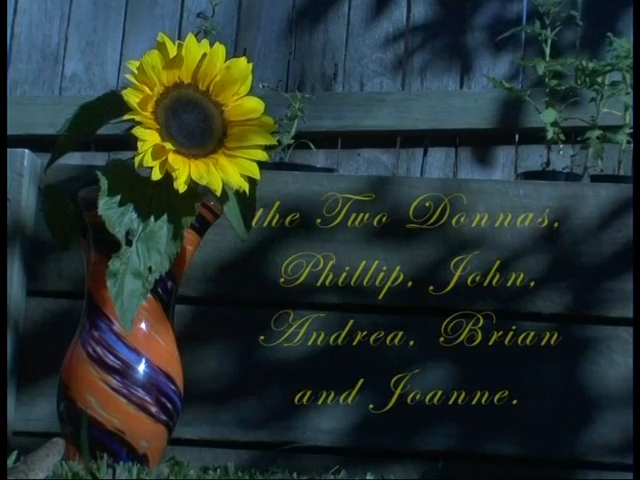 the Two Donnas,
Phillip, John,
Andrea, Brian
and Joanne.